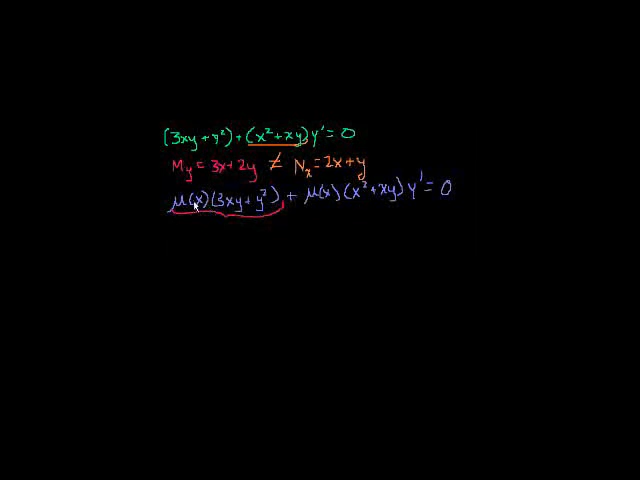 (3xy + y²) + (x² + xy) y' = 0
My = 3x + 2y ≠ Nx = 2x + y
μ(x)(3xy + y²) + μ(x)(x² + xy) y' = 0